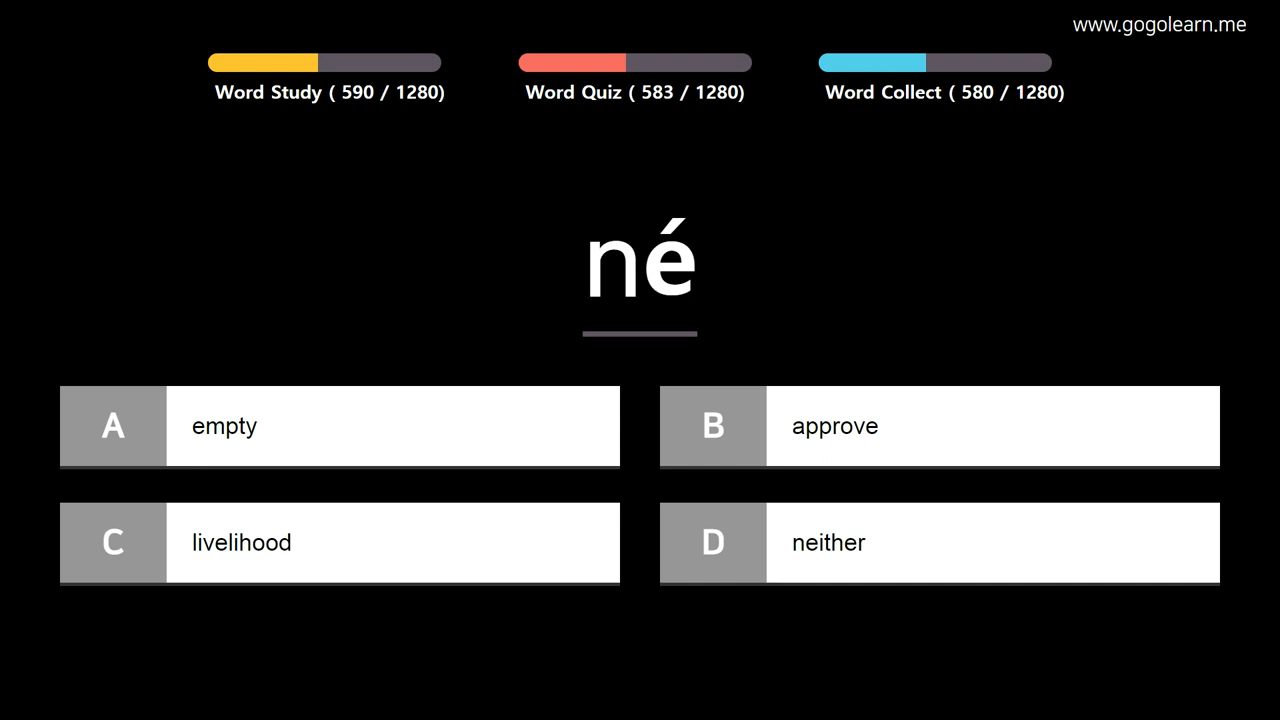 www.gogolearn.me
Word Study ( 590 / 1280)
Word Quiz ( 583 / 1280)
Word Collect ( 580 / 1280)
né
A empty
B approve
C livelihood
D neither